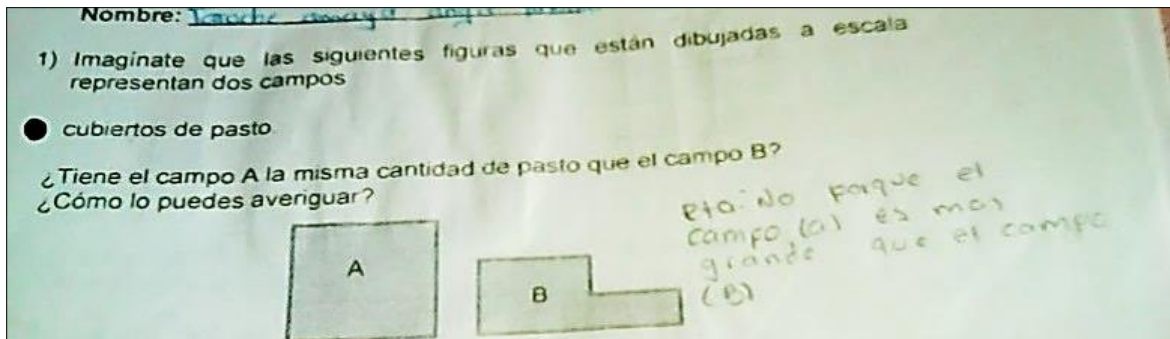 Nombre:
1) Imagínate que las siguientes figuras que están dibujadas a escala
representan dos campos
cubiertos de pasto
¿Tiene el campo A la misma cantidad de pasto que el campo B?
¿Cómo lo puedes averiguar?
A
B
Rta: No porque el
campo (a) es mas
grande que el campo
(B)